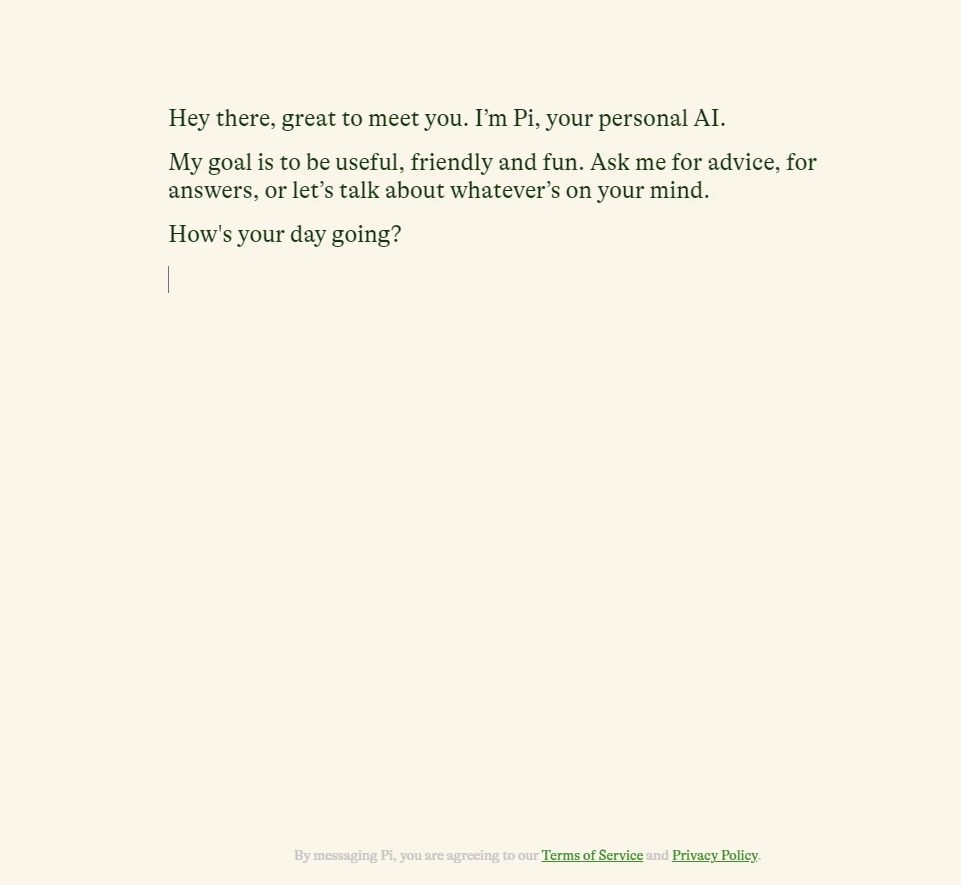 Hey there, great to meet you. I’m Pi, your personal AI.
My goal is to be useful, friendly and fun. Ask me for advice, for
answers, or let’s talk about whatever’s on your mind.
How's your day going?
By messaging Pi, you are agreeing to our Terms of Service and Privacy Policy.